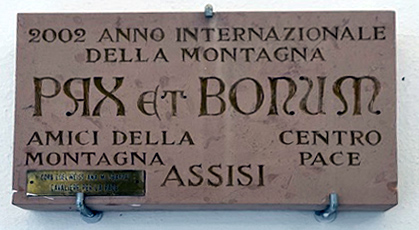 2002 ANNO INTERNAZIONALE
DELLA MONTAGNA
PAX ET BONUM
AMICI DELLA CENTRO
MONTAGNA PACE
ASSISI